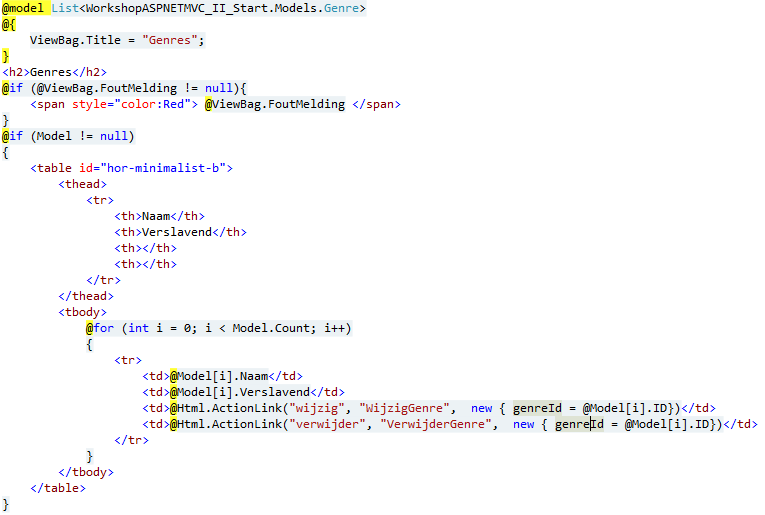 @model List<WorkshopASPNETMVC_II_Start.Models.Genre>
@{
    ViewBag.Title = "Genres";
}
<h2>Genres</h2>
@if (@ViewBag.FoutMelding != null){
    <span style="color:Red"> @ViewBag.FoutMelding </span>
}
@if (Model != null)
{
    <table id="hor-minimalist-b">
        <thead>
            <tr>
                <th>Naam</th>
                <th>Verslavend</th>
                <th></th>
                <th></th>
            </tr>
        </thead>
        <tbody>
            @for (int i = 0; i < Model.Count; i++)
            {
                <tr>
                    <td>@Model[i].Naam</td>
                    <td>@Model[i].Verslavend</td>
                    <td>@Html.ActionLink("wijzig", "WijzigGenre",  new { genreId = @Model[i].ID})</td>
                    <td>@Html.ActionLink("verwijder", "VerwijderGenre",  new { genreId = @Model[i].ID})</td>
                </tr>
            }
        </tbody>
    </table>
}